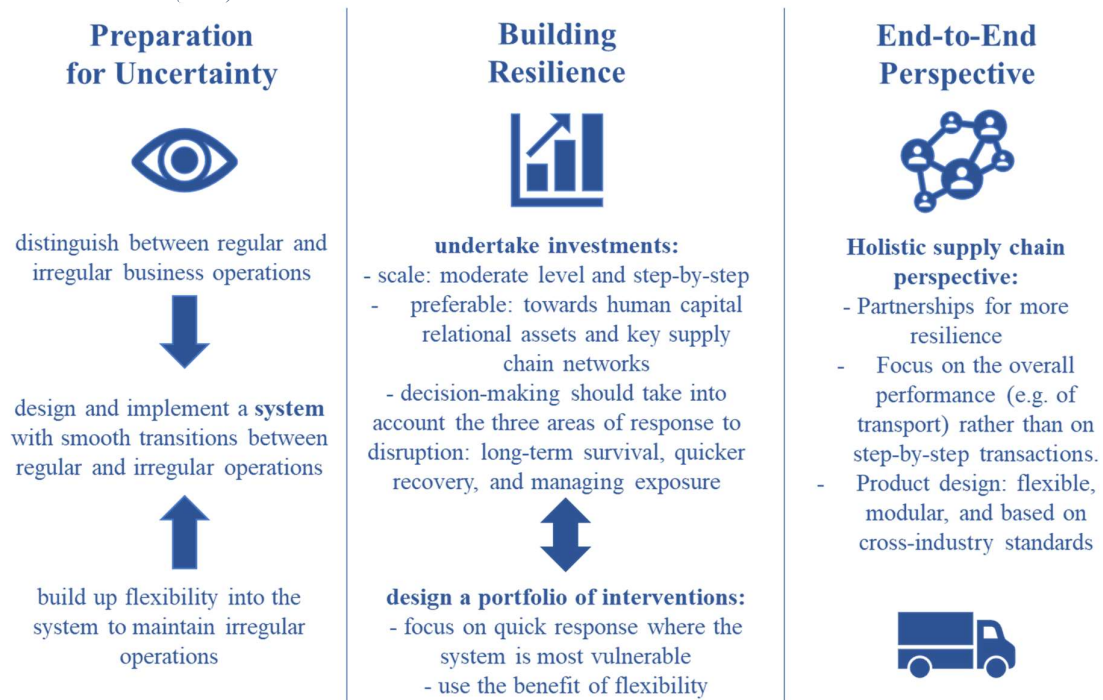 Preparation
for Uncertainty
distinguish between regular and
irregular business operations
design and implement a system
with smooth transitions between
regular and irregular operations
build up flexibility into the
system to maintain irregular
operations
Building
Resilience
undertake investments:
- scale: moderate level and step-by-step
- preferable: towards human capital
relational assets and key supply
chain networks
- decision-making should take into
account the three areas of response to
disruption: long-term survival, quicker
recovery, and managing exposure
design a portfolio of interventions:
- focus on quick response where the
system is most vulnerable
- use the benefit of flexibility
End-to-End
Perspective
Holistic supply chain
perspective:
- Partnerships for more
resilience
- Focus on the overall
performance (e.g. of
transport) rather than on
step-by-step transactions.
- Product design: flexible,
modular, and based on
cross-industry standards